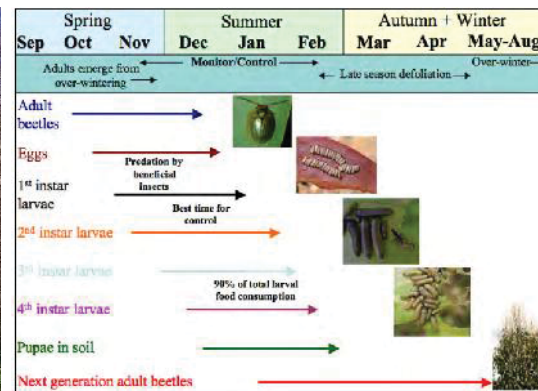 Spring Summer Autumn + Winter
Sep Oct Nov Dec Jan Feb Mar Apr May-Aug
Adults emerge from
over-wintering
Monitor/Control
Late season defoliation
Over-winter
Adult
beetles
Eggs
Predation by
beneficial
insects
1st instar
larvae
Best time for
control
2nd instar larvae
3rd instar larvae
90% of total larval
food consumption
4th instar larvae
Pupae in soil
Next generation adult beetles